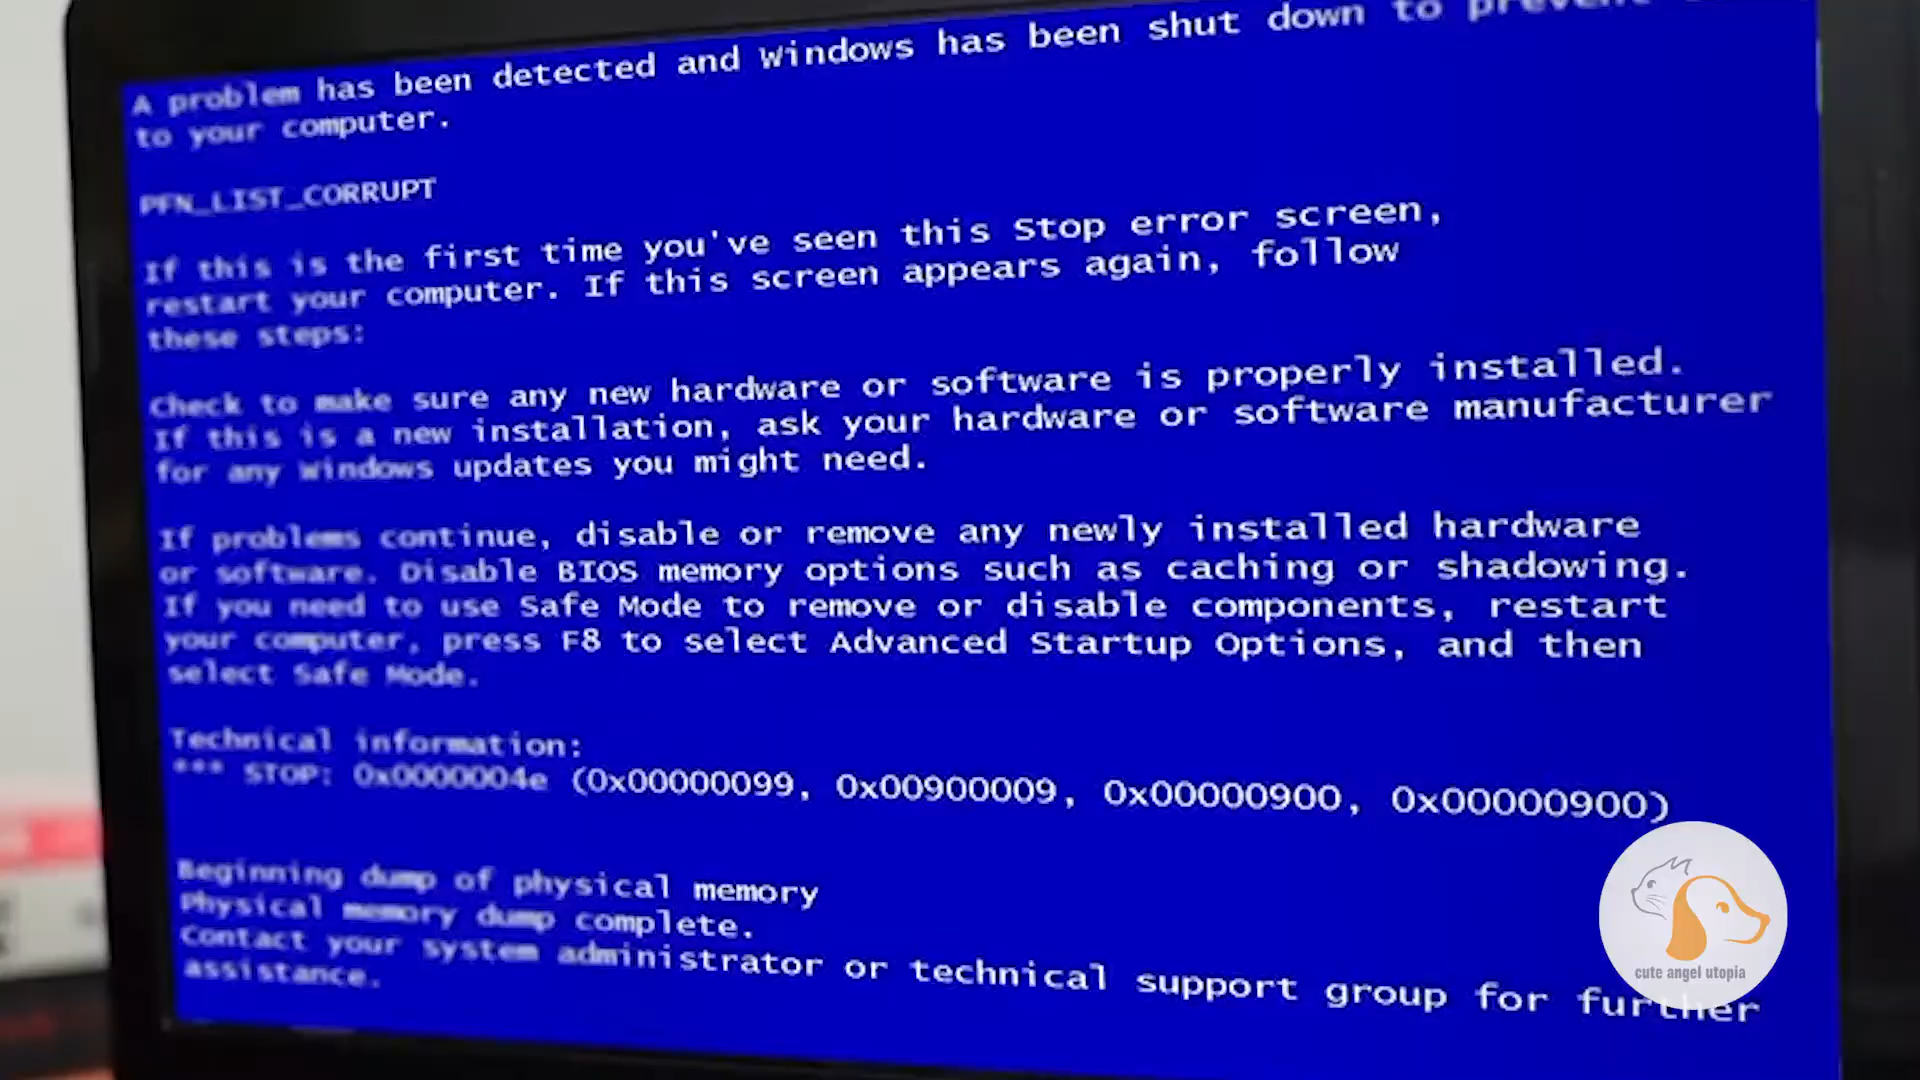 A problem has been detected and Windows has been shut down to prevent
to your computer.
PFN_LIST_CORRUPT
If this is the first time you've seen this Stop error screen,
restart your computer. If this screen appears again, follow
these steps:
Check to make sure any new hardware or software is properly installed.
If this is a new installation, ask your hardware or software manufacturer
for any Windows updates you might need.
If problems continue, disable or remove any newly installed hardware
or software. Disable BIOS memory options such as caching or shadowing.
If you need to use Safe Mode to remove or disable components, restart
your computer, press F8 to select Advanced Startup Options, and then
select Safe Mode.
Technical information:
*** STOP: 0x0000004e (0x00000099, 0x00900009, 0x00000900, 0x00000900)
Beginning dump of physical memory
Physical memory dump complete.
Contact your system administrator or technical support group for further
assistance.
cute angel utopia